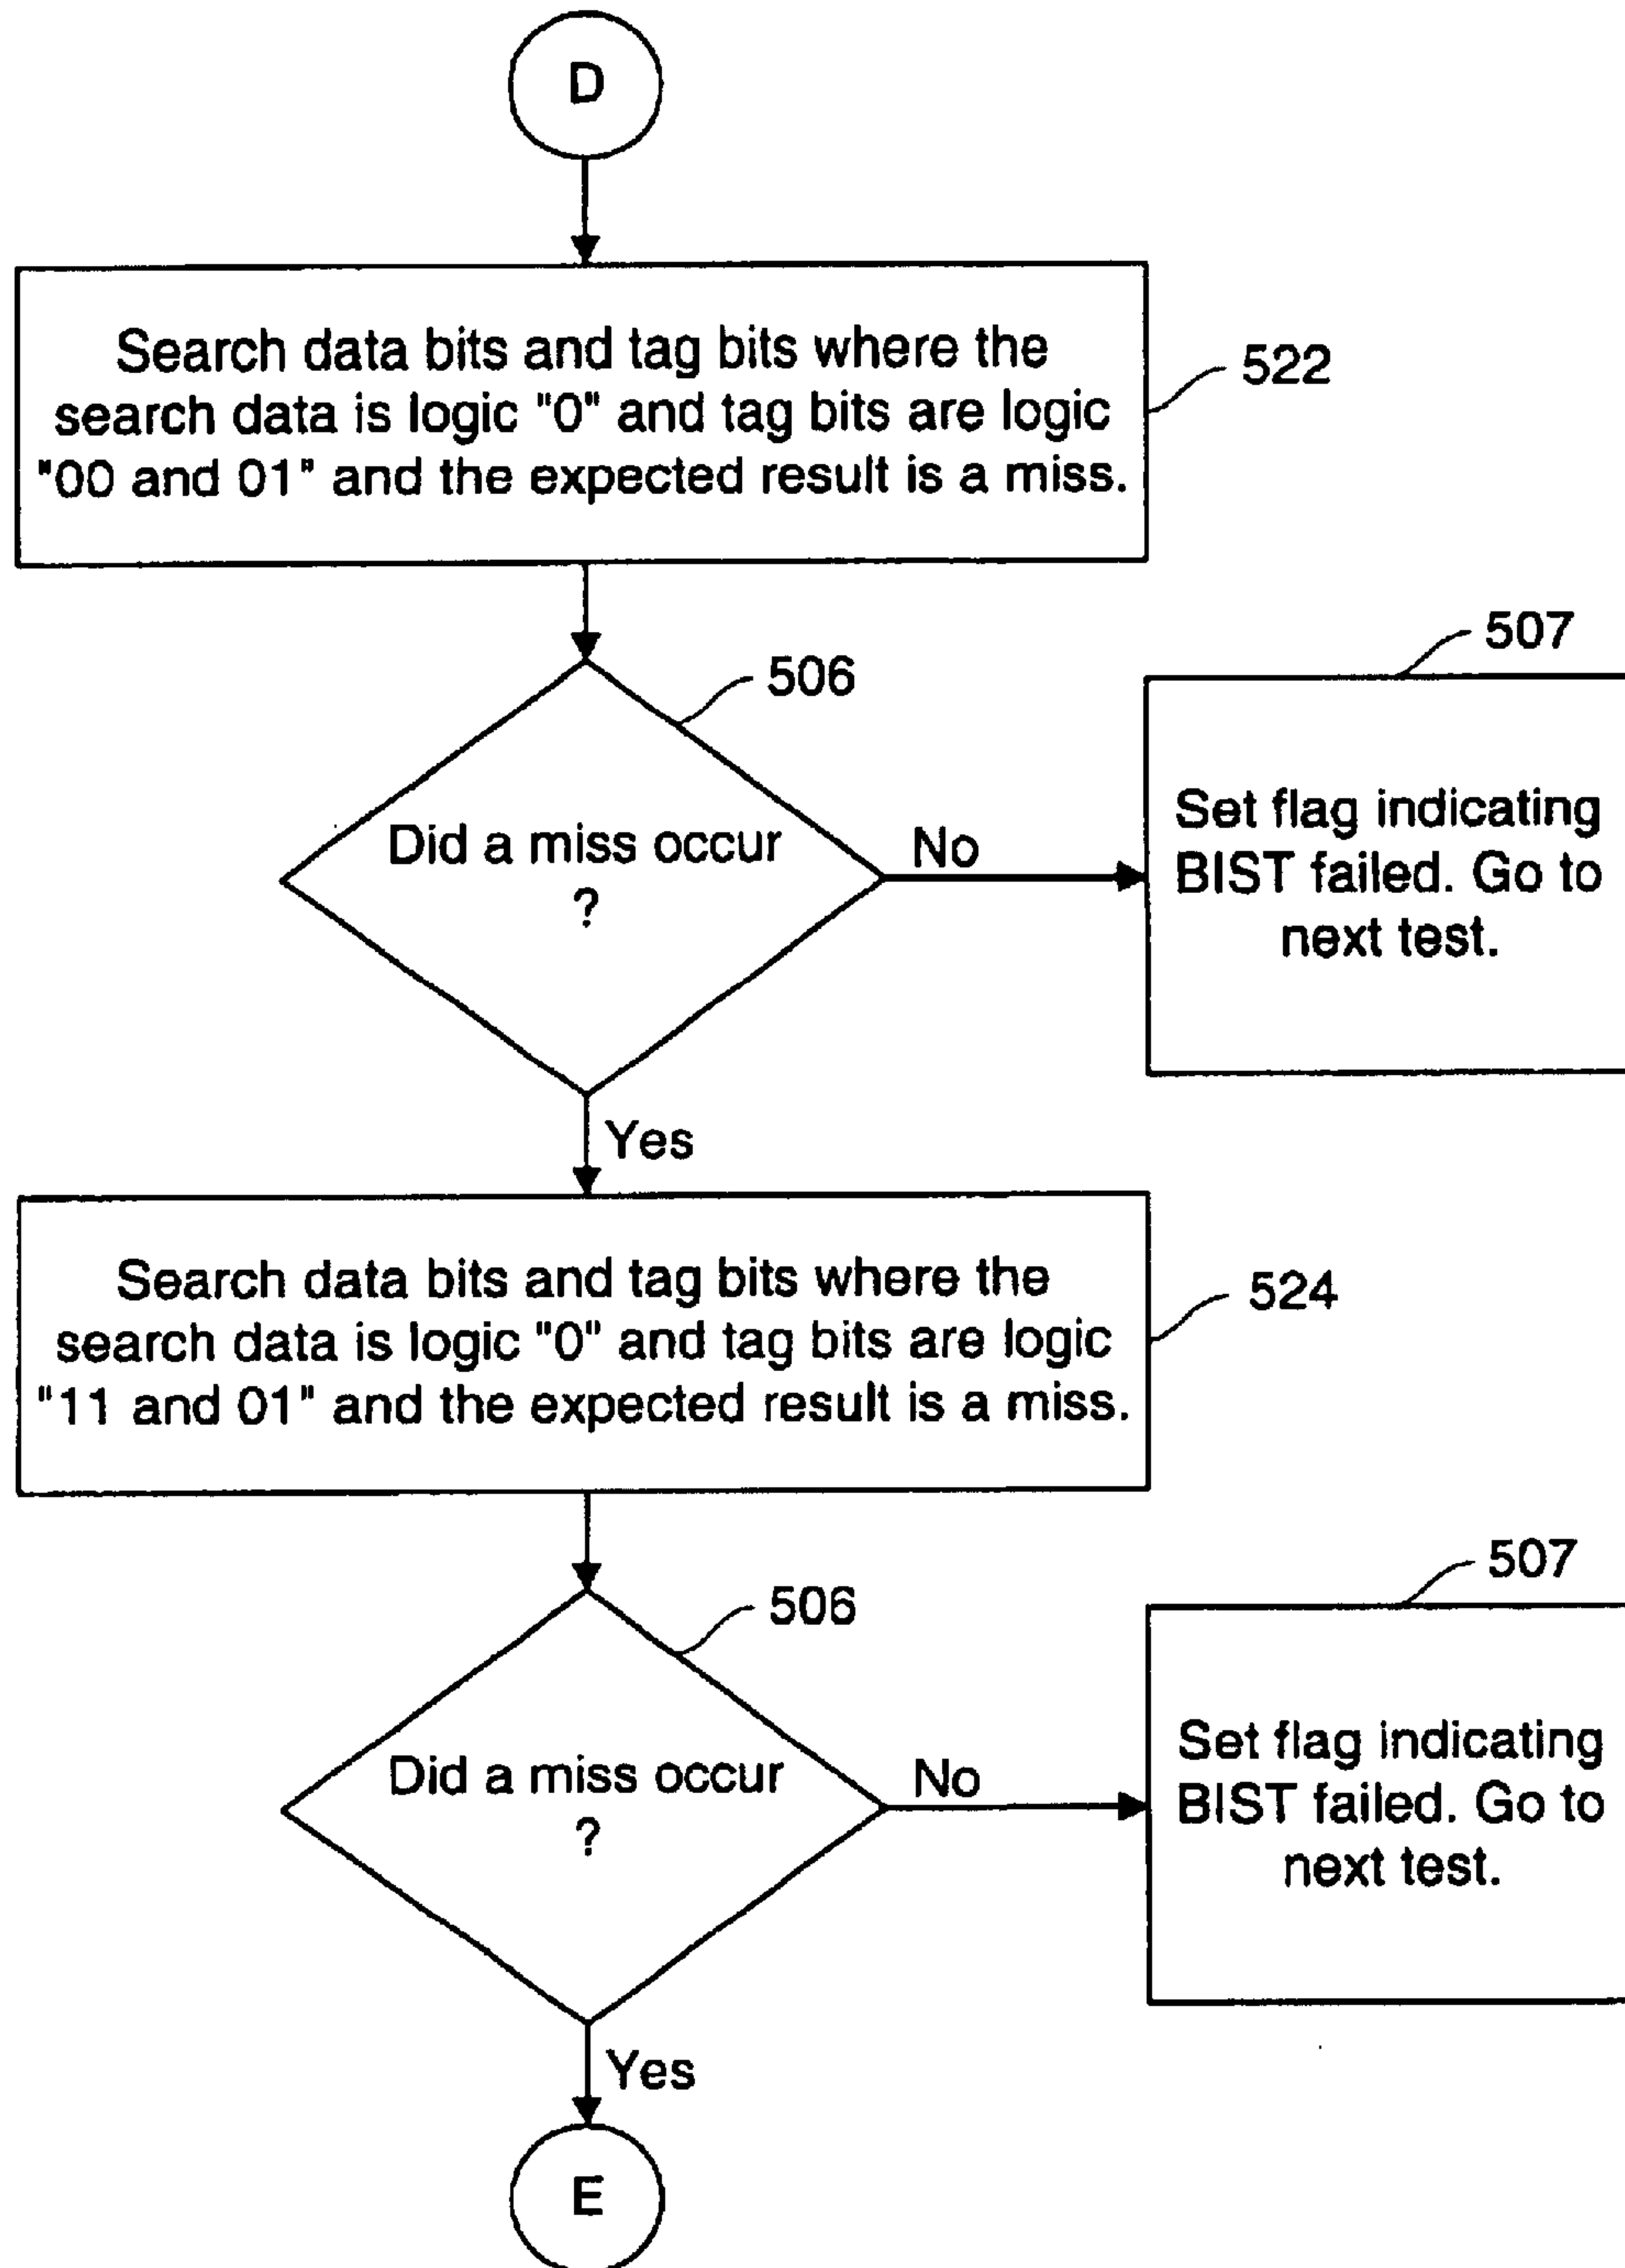 D
Search data bits and tag bits where the
search data is logic "0" and tag bits are logic
"00 and 01" and the expected result is a miss.
522
506
507
Did a miss occur
?
No
Set flag indicating
BIST failed. Go to
next test.
Yes
Search data bits and tag bits where the
search data is logic "0" and tag bits are logic
"11 and 01" and the expected result is a miss.
524
506
507
Did a miss occur
?
No
Set flag indicating
BIST failed. Go to
next test.
Yes
E